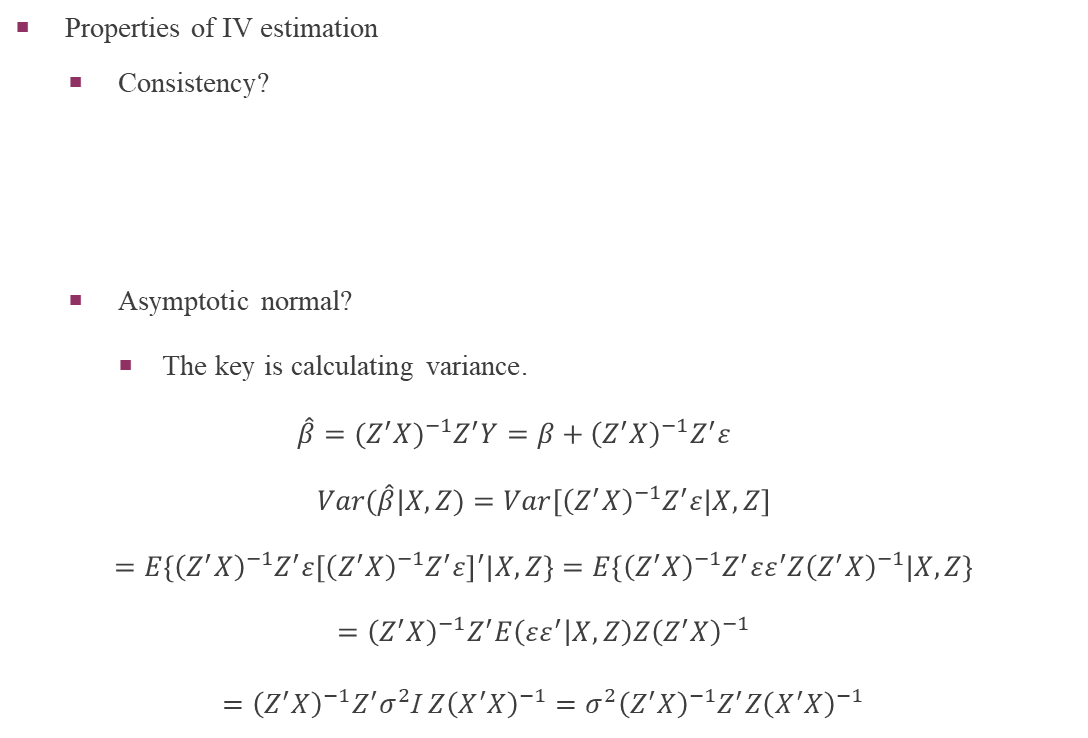 Properties of IV estimation
Consistency?
Asymptotic normal?
The key is calculating variance.
β̂ = (Z′X)⁻¹Z′Y = β + (Z′X)⁻¹Z′ε
Var(β̂|X, Z) = Var[(Z′X)⁻¹Z′ε|X, Z]
= E{(Z′X)⁻¹Z′ε[(Z′X)⁻¹Z′ε]′|X, Z} = E{(Z′X)⁻¹Z′εε′Z(Z′X)⁻¹|X, Z}
= (Z′X)⁻¹Z′E(εε′|X, Z)Z(Z′X)⁻¹
= (Z′X)⁻¹Z′σ²I Z(X′X)⁻¹ = σ²(Z′X)⁻¹Z′Z(X′X)⁻¹